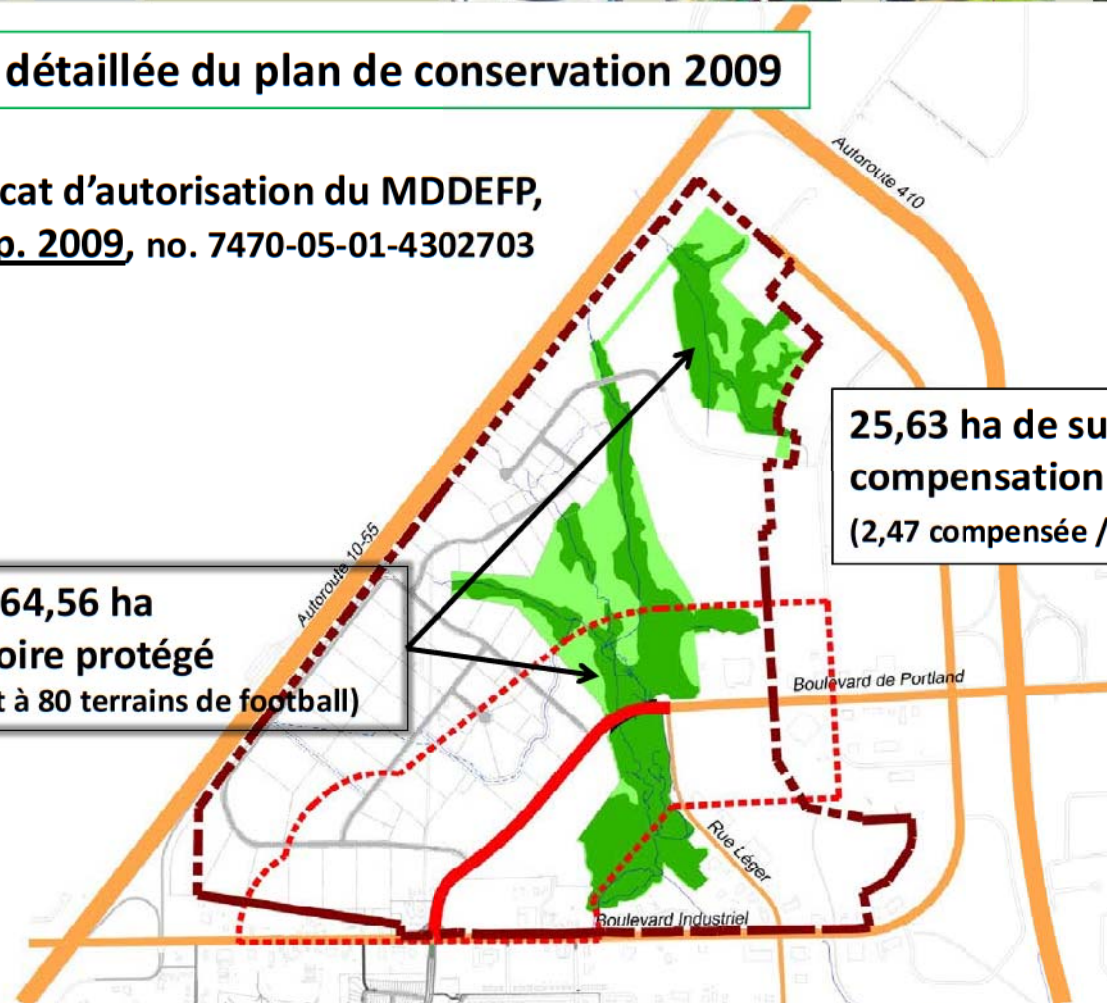 détaillée du plan de conservation 2009
cat d'autorisation du MDDEFP,
p. 2009, no. 7470-05-01-4302703
Autoroute 410
25,63 ha de su
compensation
(2,47 compensée /
Autoroute 10-55
64,56 ha
oire protégé
t à 80 terrains de football)
Boulevard de Portland
Rue Léger
Boulevard Industriel